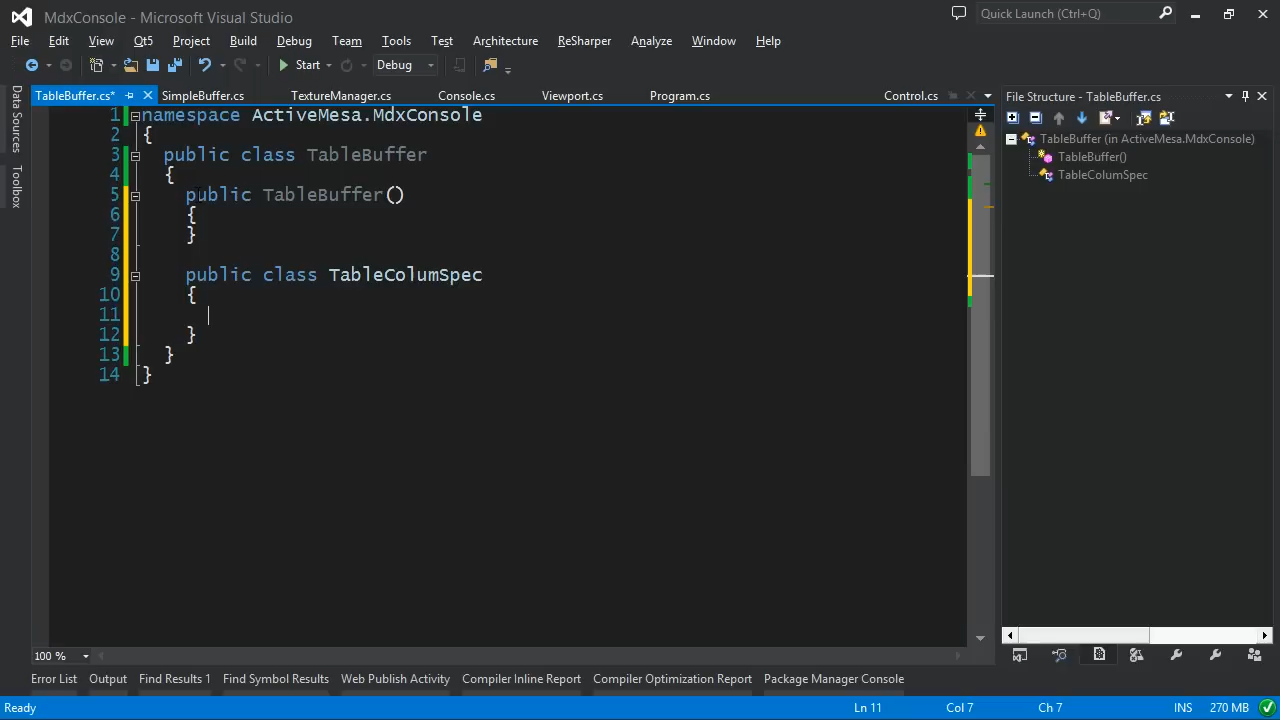 MdxConsole - Microsoft Visual Studio
Quick Launch (Ctrl+Q)
File Edit View Qt5 Project Build Debug Team Tools Test Architecture ReSharper Analyze Window Help
Start Debug
TableBuffer.cs* SimpleBuffer.cs TextureManager.cs Console.cs Viewport.cs Program.cs Control.cs
File Structure - TableBuffer.cs
Data Sources
Toolbox
1 namespace ActiveMesa.MdxConsole
2 {
3 public class TableBuffer
4 {
5 public TableBuffer()
6 {
7 }
8
9 public class TableColumSpec
10 {
11
12 }
13 }
14 }
TableBuffer (in ActiveMesa.MdxConsole)
TableBuffer()
TableColumSpec
100 %
Error List Output Find Results 1 Find Symbol Results Web Publish Activity Compiler Inline Report Compiler Optimization Report Package Manager Console
Ready Ln 11 Col 7 Ch 7 INS 270 MB